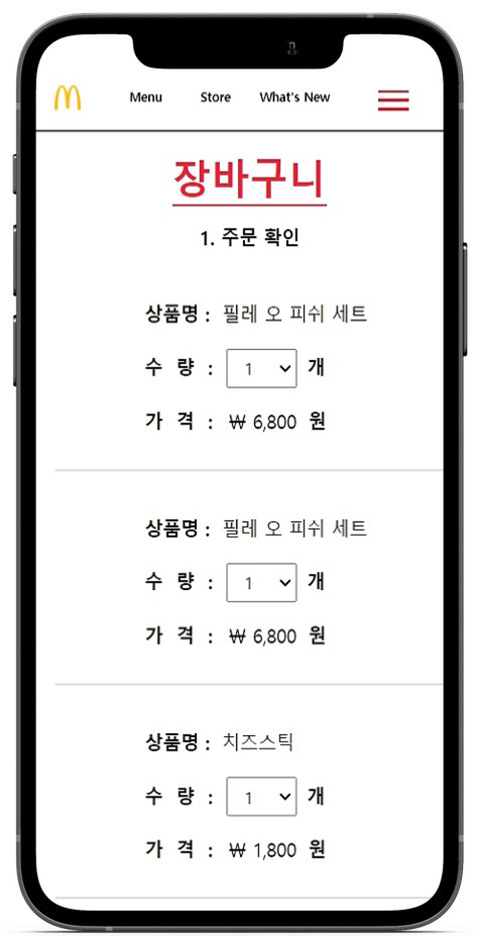 Menu Store What's New
장바구니
1. 주문 확인
상품명 : 필레 오 피쉬 세트
수 량 : 1 개
가 격 : ₩ 6,800 원
상품명 : 필레 오 피쉬 세트
수 량 : 1 개
가 격 : ₩ 6,800 원
상품명 : 치즈스틱
수 량 : 1 개
가 격 : ₩ 1,800 원